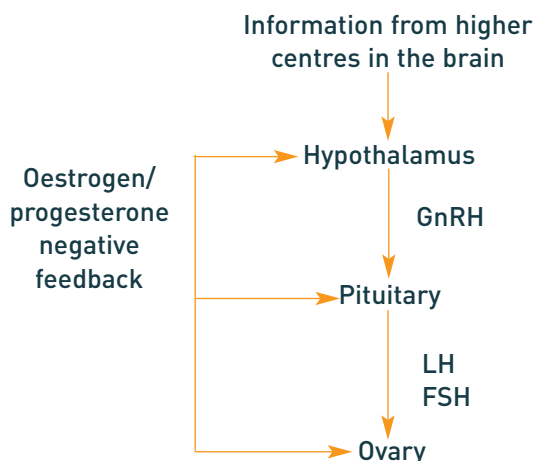 Information from higher
centres in the brain
Hypothalamus
Oestrogen/
progesterone
negative
feedback
GnRH
Pituitary
LH
FSH
Ovary